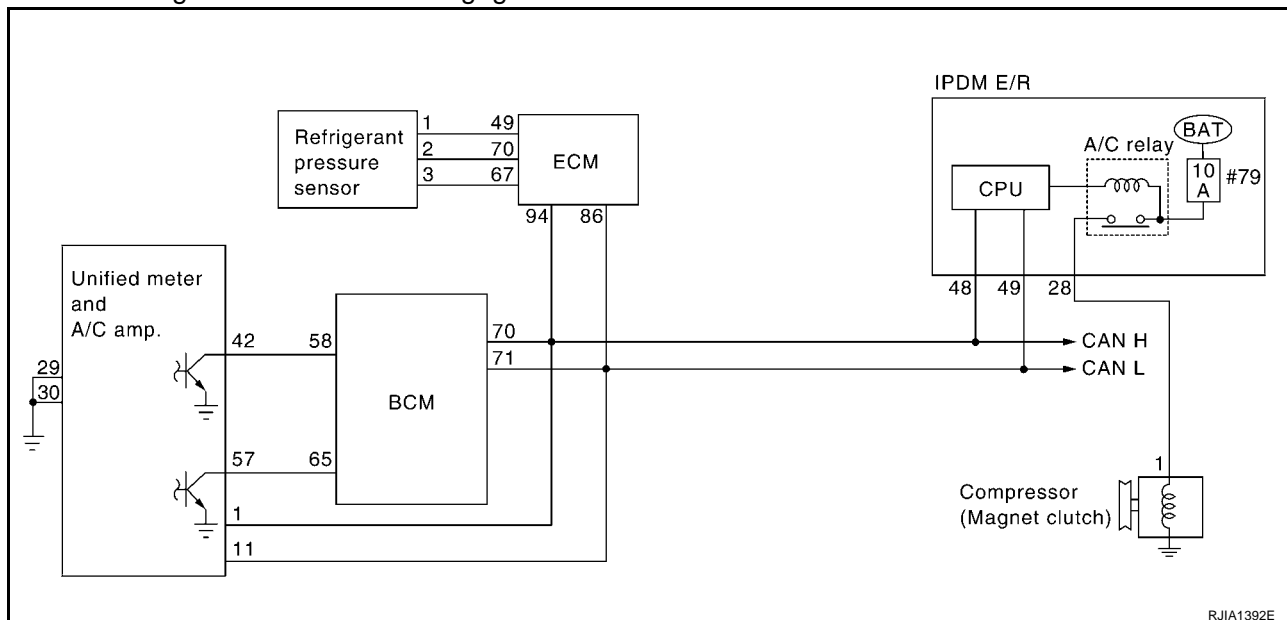 IPDM E/R
BAT
A/C relay
10
A
#79
CPU
Refrigerant
pressure
sensor
1
2
3
49
70
67
ECM
94
86
48
49
28
Unified meter
and
A/C amp.
29
30
42
58
57
65
1
11
BCM
70
71
CAN H
CAN L
1
Compressor
(Magnet clutch)
RJIA1392E